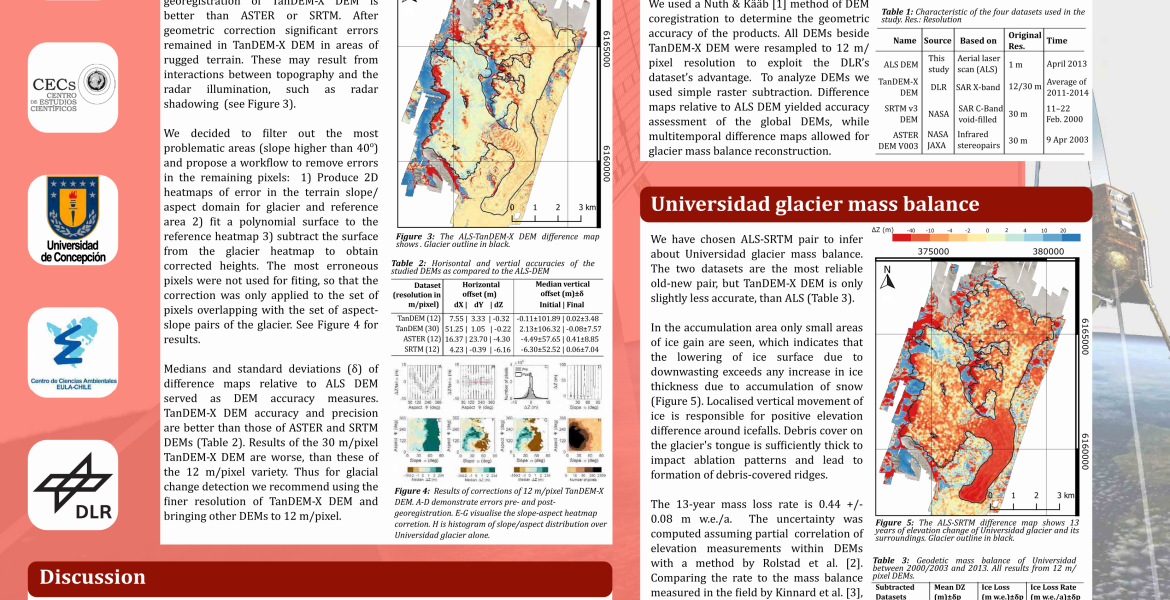 georegistration of TanDEM-X DEM is
better than ASTER or SRTM. After
geometric correction significant errors
remained in TanDEM-X DEM in areas of
rugged terrain. These may result from
interactions between topography and the
radar illumination, such as radar
shadowing (see Figure 3).
We decided to filter out the most
problematic areas (slope higher than 40°)
and propose a workflow to remove errors
in the remaining pixels: 1) Produce 2D
heatmaps of error in the terrain slope/
aspect domain for glacier and reference
area 2) fit a polynomial surface to the
reference heatmap 3) subtract the surface
from the glacier heatmap to obtain
corrected heights. The most erroneous
pixels were not used for fiting, so that the
correction was only applied to the set of
pixels overlapping with the set of aspect-
slope pairs of the glacier. See Figure 4 for
results.
Medians and standard deviations (δ) of
difference maps relative to ALS DEM
served as DEM accuracy measures.
TanDEM-X DEM accuracy and precision
are better than those of ASTER and SRTM
DEMs (Table 2). Results of the 30 m/pixel
TanDEM-X DEM are worse, than these of
the 12 m/pixel variety. Thus for glacial
change detection we recommend using the
finer resolution of TanDEM-X DEM and
bringing other DEMs to 12 m/pixel.
CECs
CENTRO
DE ESTUDIOS
CIENTÍFICOS
Universidad
de Concepción
Centro de Ciencias Ambientales
EULA-CHILE
DLR
Discussion
6165000
6160000
0 1 2 3 km
Figure 3: The ALS-TanDEM-X DEM difference map
shows . Glacier outline in black.
Table 2: Horisontal and vertial accuracies of the
studied DEMs as compared to the ALS-DEM
Dataset (resolution in m/pixel) Horizontal offset (m) dX | dY | dZ Median vertical offset (m)±δ Initial | Final
TanDEM (12) 7.55 | 3.33 | -0.32 -0.11±101.89 | 0.02±3.48
TanDEM (30) 51.25 | 1.05 | -0.22 2.13±106.32 | -0.08±7.57
ASTER (12) 16.37 | 23.70 | -4.30 -4.49±57.65 | 0.41±8.85
SRTM (12) 4.23 | -0.39 | -6.16 -6.30±52.52 | 0.06±7.04
Figure 4: Results of corrections of 12 m/pixel TanDEM-X
DEM. A-D demonstrate errors pre- and post-
georegistration. E-G visualise the slope-aspect heatmap
corretion. H is histogram of slope/aspect distribution over
Universidad glacier alone.
We used a Nuth & Kääb [1] method of DEM
coregistration to determine the geometric
accuracy of the products. All DEMs beside
TanDEM-X DEM were resampled to 12 m/
pixel resolution to exploit the DLR's
dataset's advantage. To analyze DEMs we
used simple raster subtraction. Difference
maps relative to ALS DEM yielded accuracy
assessment of the global DEMs, while
multitemporal difference maps allowed for
glacier mass balance reconstruction.
Table 1: Characteristic of the four datasets used in the
study. Res.: Resolution
Name Source Based on Original Res. Time
ALS DEM This study Aerial laser scan (ALS) 1 m April 2013
TanDEM-X DEM DLR SAR X-band 12/30 m Average of 2011-2014
SRTM v3 DEM NASA SAR C-Band void-filled 30 m 11–22 Feb. 2000
ASTER DEM V003 NASA JAXA Infrared stereopairs 30 m 9 Apr 2003
Universidad glacier mass balance
We have chosen ALS-SRTM pair to infer
about Universidad glacier mass balance.
The two datasets are the most reliable
old-new pair, but TanDEM-X DEM is only
slightly less accurate, than ALS (Table 3).
In the accumulation area only small areas
of ice gain are seen, which indicates that
the lowering of ice surface due to
downwasting exceeds any increase in ice
thickness due to accumulation of snow
(Figure 5). Localised vertical movement of
ice is responsible for positive elevation
difference around icefalls. Debris cover on
the glacier's tongue is sufficiently thick to
impact ablation patterns and lead to
formation of debris-covered ridges.
The 13-year mass loss rate is 0.44 +/-
0.08 m w.e./a. The uncertainty was
computed assuming partial correlation of
elevation measurements within DEMs
with a method by Rolstad et al. [2].
Comparing the rate to the mass balance
measured in the field by Kinnard et al. [3],
ΔZ (m) -40 -20 -10 -5 -2 0 2 5 10 20
375000 380000
N
6165000
6160000
0 1 2 3 km
Figure 5: The ALS-SRTM difference map shows 13
years of elevation change of Universidad glacier and its
surroundings. Glacier outline in black.
Table 3: Geodetic mass balance of Universidad
between 2000/2003 and 2013. All results from 12 m/
pixel DEMs.
Subtracted Datasets Mean DZ (m)±δp Ice Loss (m w.e.)±δp Ice Loss Rate (m w.e./a)±δp